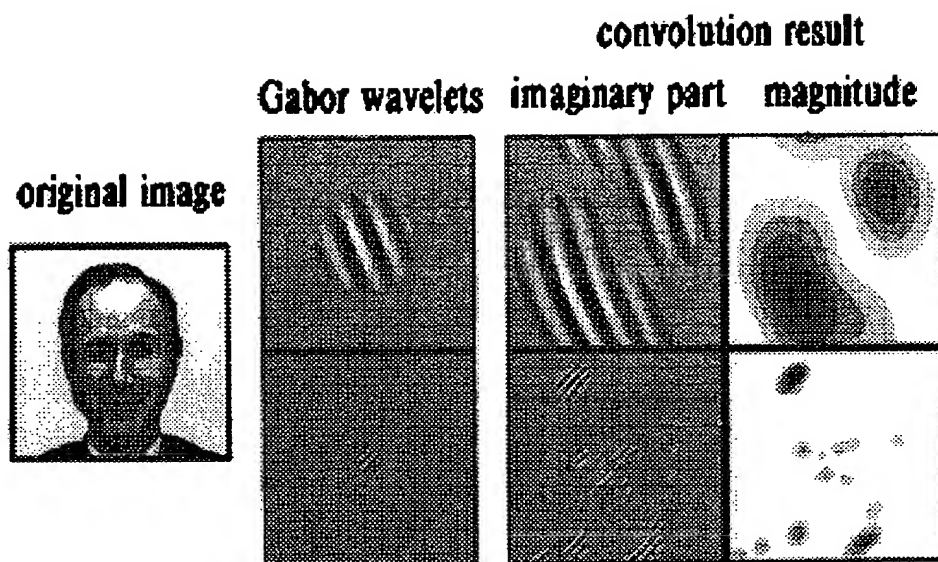 convolution result
Gabor wavelets imaginary part magnitude
original image